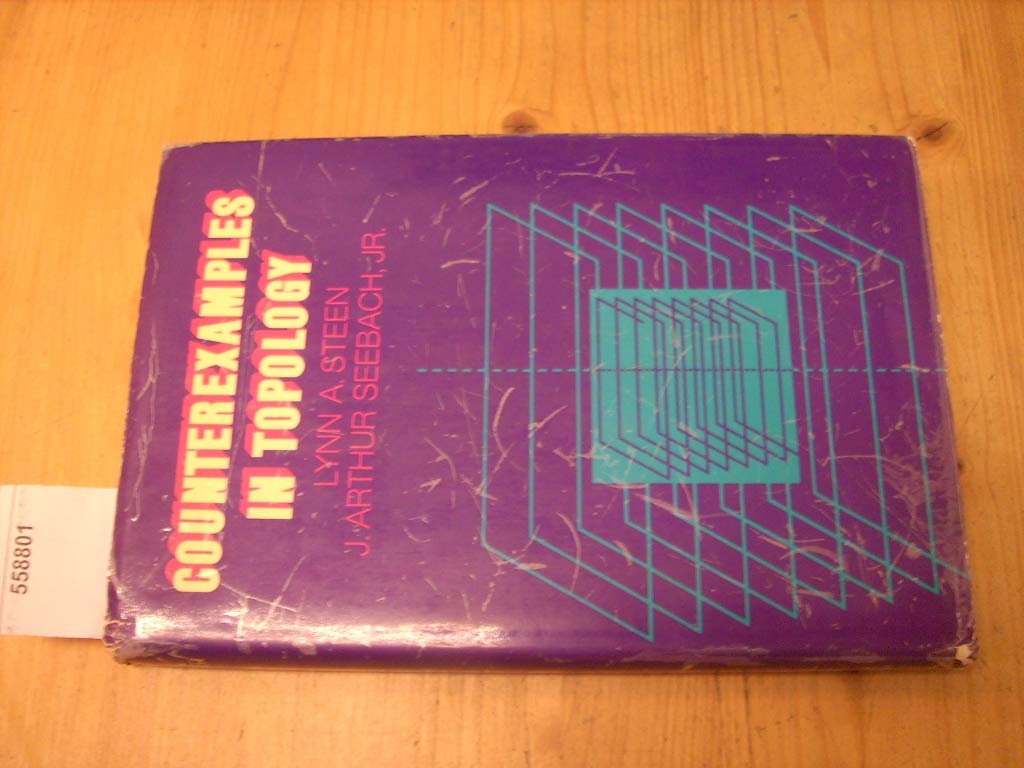 COUNTEREXAMPLES
IN TOPOLOGY
LYNN A. STEEN
J. ARTHUR SEEBACH, JR.
558801